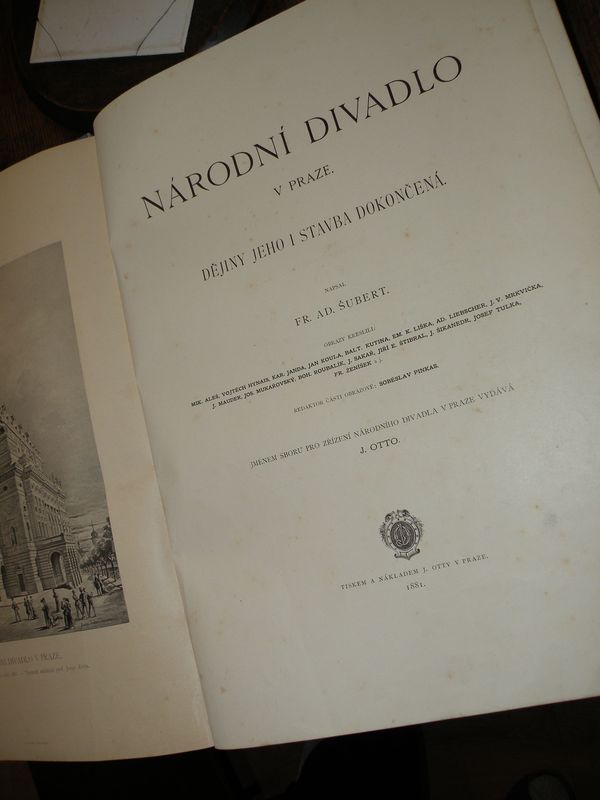 NÁRODNÍ DIVADLO
V PRAZE.
DĚJINY JEHO I STAVBA DOKONČENÁ.
NAPSAL
FR. AD. ŠUBERT.
OBRAZY KRESLILI:
MIK. ALEŠ, VOJTĚCH HYNAIS, KAR. JANDA, JAN KOULA, BALT. KUTINA, EM. K. LIŠKA, AD. LIEBSCHER, J. V. MRKVIČKA,
J. MAUDER, JOS. MUKAŘOVSKÝ, BOH. ROUBALÍK, J. SAKAŘ, JIŘÍ E. ŠTIBRAL, J. ŠIKANEDR, JOSEF TULKA,
FR. ŽENÍŠEK a j.
REDAKTOR ČÁSTI OBRAZOVÉ: SOBĚSLAV PINKAS.
JMÉNEM SBORU PRO ZŘÍZENÍ NÁRODNÍHO DIVADLA V PRAZE VYDÁVÁ
J. OTTO.
TISKEM A NÁKLADEM J. OTTY V PRAZE.
1881.
DIVADLO V PRAZE.